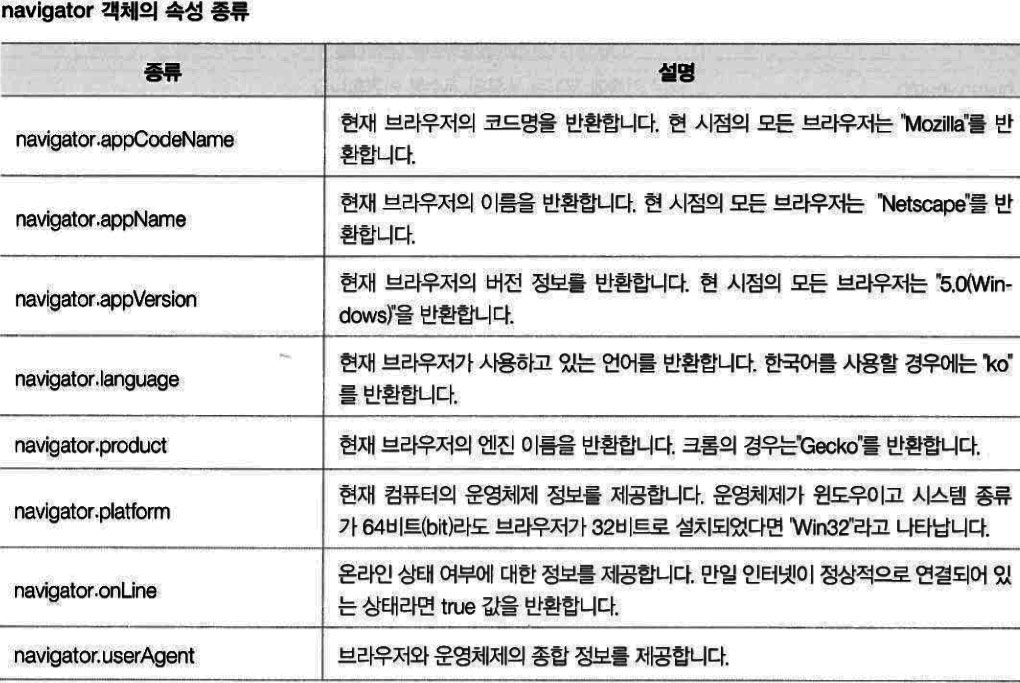 navigator 객체의 속성 종류
종류
설명
navigator.appCodeName
현재 브라우저의 코드명을 반환합니다. 현 시점의 모든 브라우저는 "Mozilla"를 반
환합니다.
navigator.appName
현재 브라우저의 이름을 반환합니다. 현 시점의 모든 브라우저는 "Netscape"를 반
환합니다.
navigator.appVersion
현재 브라우저의 버전 정보를 반환합니다. 현 시점의 모든 브라우저는 "5.0(Win-
dows)"을 반환합니다.
navigator.language
현재 브라우저가 사용하고 있는 언어를 반환합니다. 한국어를 사용할 경우에는 "ko"
를 반환합니다.
navigator.product
현재 브라우저의 엔진 이름을 반환합니다. 크롬의 경우는"Gecko"를 반환합니다.
navigator.platform
현재 컴퓨터의 운영체제 정보를 제공합니다. 운영체제가 윈도우이고 시스템 종류
가 64비트(bit)라도 브라우저가 32비트로 설치되었다면 "Win32"라고 나타납니다.
navigator.onLine
온라인 상태 여부에 대한 정보를 제공합니다. 만일 인터넷이 정상적으로 연결되어 있
는 상태라면 true 값을 반환합니다.
navigator.userAgent
브라우저와 운영체제의 종합 정보를 제공합니다.